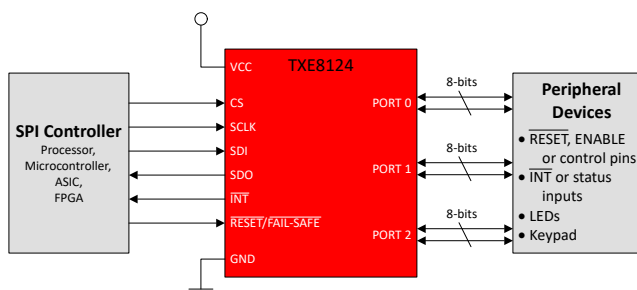 TXE8124
VCC
CS
SCLK
SDI
SDO
INT
RESET/FAIL-SAFE
GND
PORT 0
PORT 1
PORT 2
SPI Controller
Processor,
Microcontroller,
ASIC,
FPGA
8-bits
8-bits
8-bits
Peripheral
Devices
• RESET, ENABLE
or control pins
• INT or status
inputs
• LEDs
• Keypad